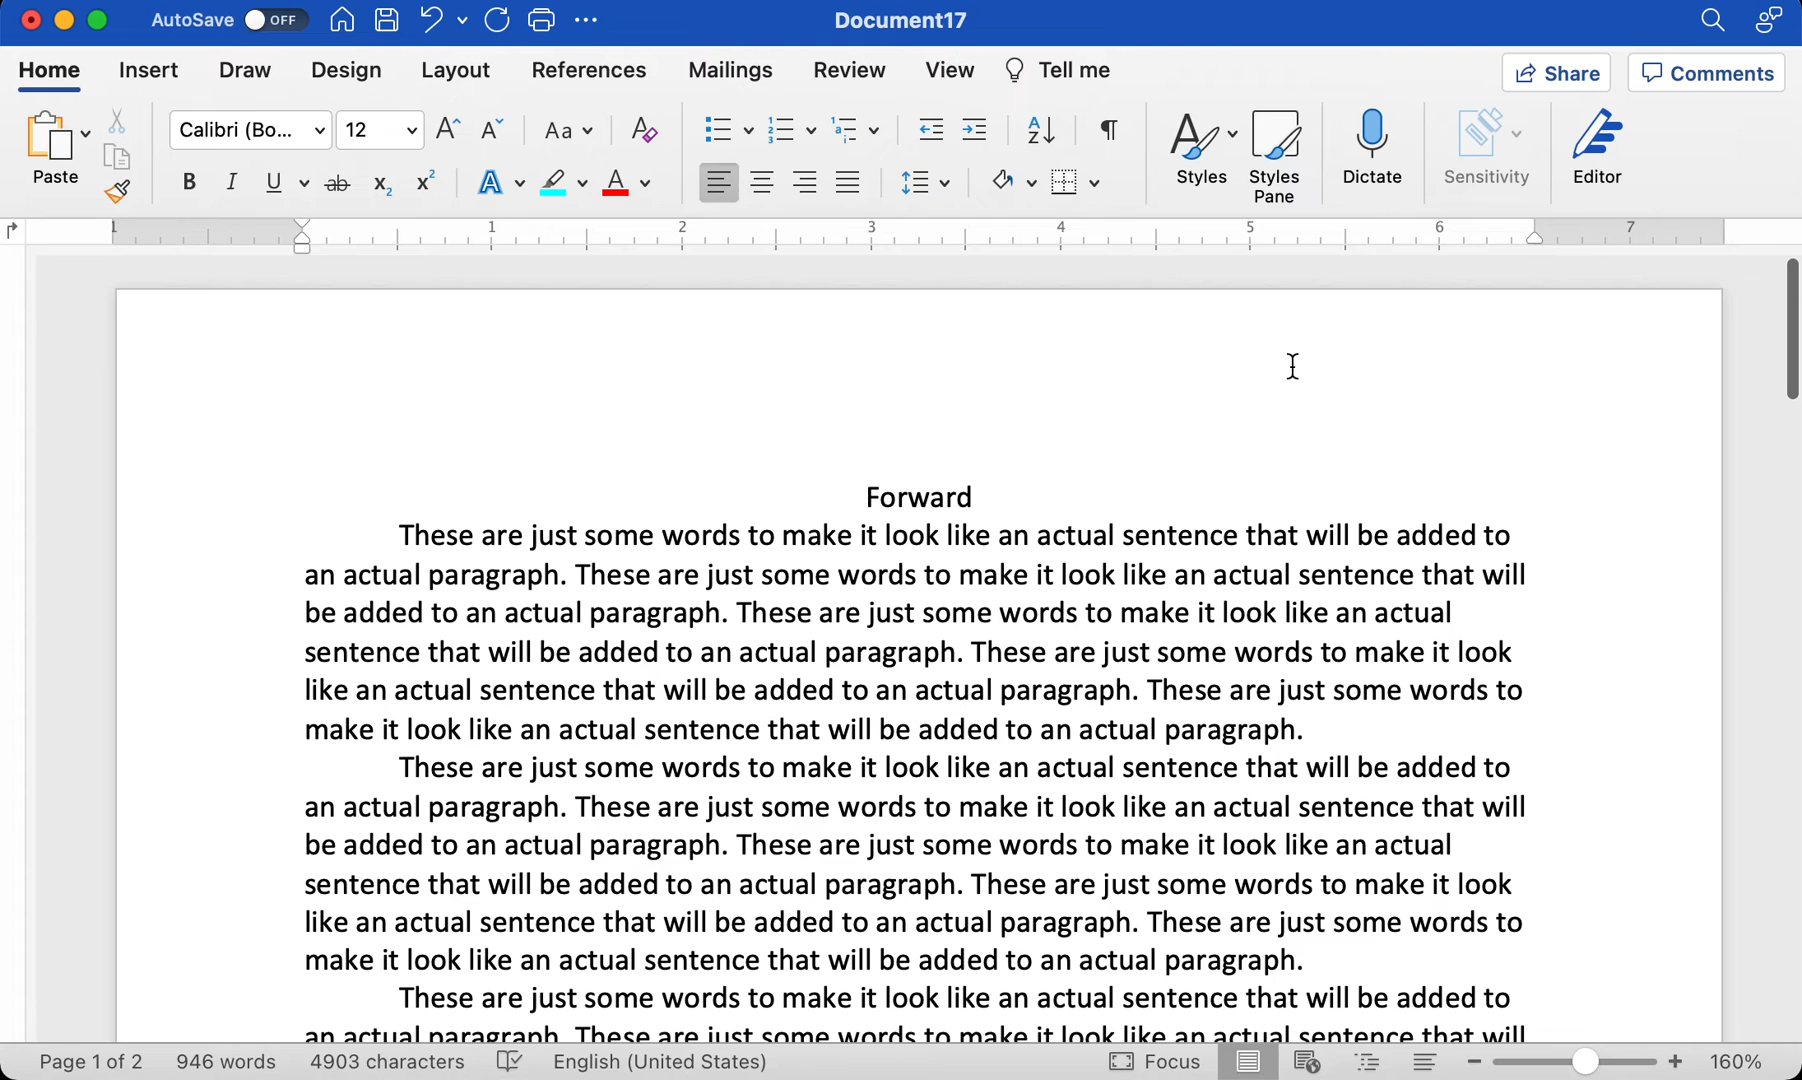 AutoSave OFF Document17
Home Insert Draw Design Layout References Mailings Review View Tell me Share Comments
Paste Calibri (Bo... 12 Styles Styles Pane Dictate Sensitivity Editor
1 1 2 3 4 5 6 7
Forward
These are just some words to make it look like an actual sentence that will be added to
an actual paragraph. These are just some words to make it look like an actual sentence that will
be added to an actual paragraph. These are just some words to make it look like an actual
sentence that will be added to an actual paragraph. These are just some words to make it look
like an actual sentence that will be added to an actual paragraph. These are just some words to
make it look like an actual sentence that will be added to an actual paragraph.
These are just some words to make it look like an actual sentence that will be added to
an actual paragraph. These are just some words to make it look like an actual sentence that will
be added to an actual paragraph. These are just some words to make it look like an actual
sentence that will be added to an actual paragraph. These are just some words to make it look
like an actual sentence that will be added to an actual paragraph. These are just some words to
make it look like an actual sentence that will be added to an actual paragraph.
These are just some words to make it look like an actual sentence that will be added to
an actual paragraph. These are just some words to make it look like an actual sentence that will
Page 1 of 2 946 words 4903 characters English (United States) Focus 160%